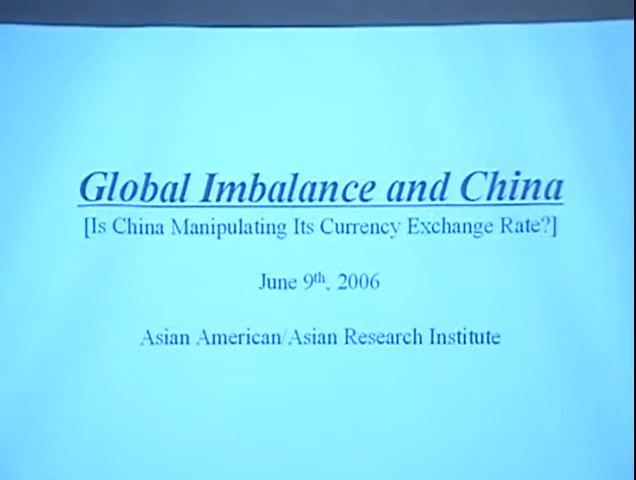 Global Imbalance and China
[Is China Manipulating Its Currency Exchange Rate?]
June 9th, 2006
Asian American/Asian Research Institute